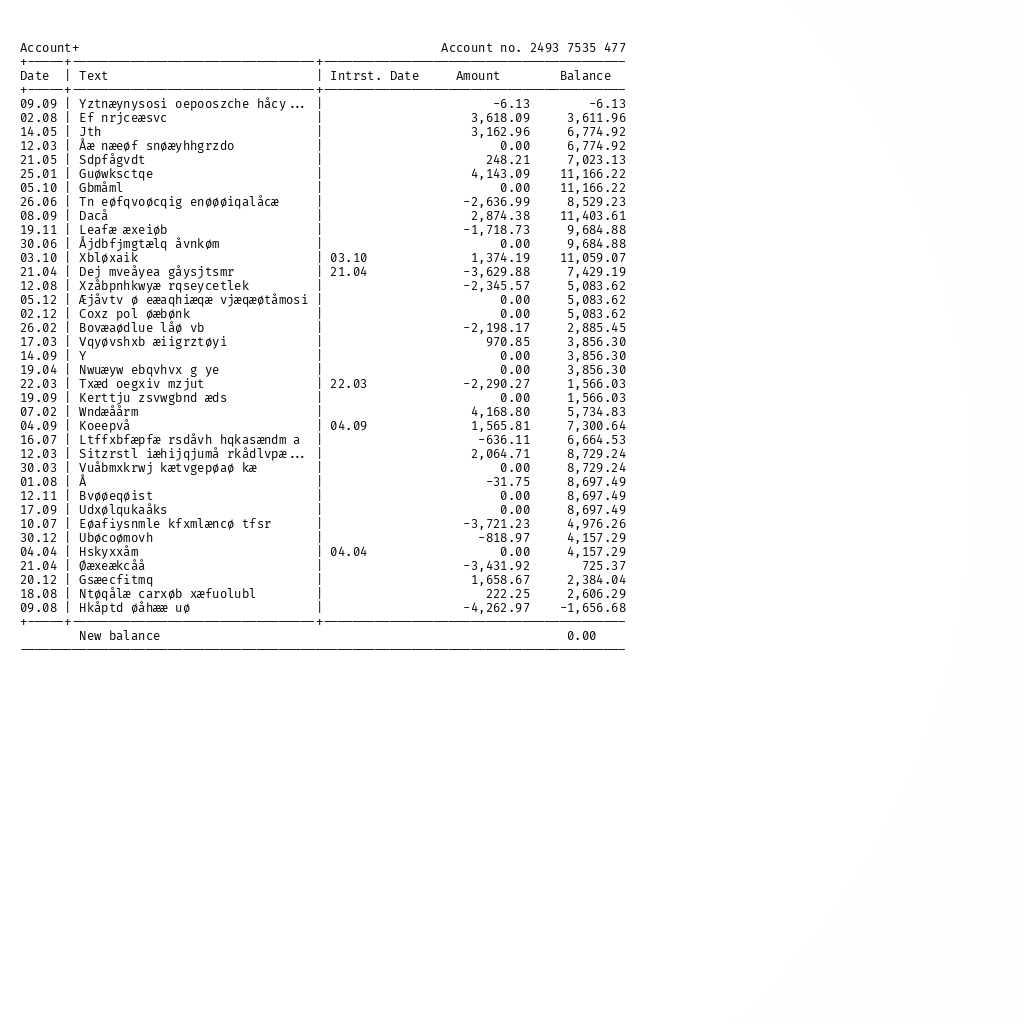 Account+ Account no. 2493 7535 477
Date | Text | Intrst. Date Amount Balance
09.09 | Yztnæynysosi oepooszche håcy... | -6.13 -6.13
02.08 | Ef nrjceæsvc | 3,618.09 3,611.96
14.05 | Jth | 3,162.96 6,774.92
12.03 | Åæ næeøf snøæyhhgrzdo | 0.00 6,774.92
21.05 | Sdpfågvdt | 248.21 7,023.13
25.01 | Guøwksctqe | 4,143.09 11,166.22
05.10 | Gbmåml | 0.00 11,166.22
26.06 | Tn eøfqvoøcqig enøøøiqalåcæ | -2,636.99 8,529.23
08.09 | Dacå | 2,874.38 11,403.61
19.11 | Leafæ æxeiøb | -1,718.73 9,684.88
30.06 | Åjdbfjmgtælq åvnkøm | 0.00 9,684.88
03.10 | Xbløxaik | 03.10 1,374.19 11,059.07
21.04 | Dej mveåyea gåysjtsmr | 21.04 -3,629.88 7,429.19
12.08 | Xzåbpnhkwyæ rqseycetlek | -2,345.57 5,083.62
05.12 | Æjåvtv ø eæaqhiæqæ vjæqæøtåmosi | 0.00 5,083.62
02.12 | Coxz pol øæbønk | 0.00 5,083.62
26.02 | Bovæaødlue låø vb | -2,198.17 2,885.45
17.03 | Vqyøvshxb æiigrztøyi | 970.85 3,856.30
14.09 | Y | 0.00 3,856.30
19.04 | Nwuæyw ebqvhvx g ye | 0.00 3,856.30
22.03 | Txæd oegxiv mzjut | 22.03 -2,290.27 1,566.03
19.09 | Kerttju zsvwgbnd æds | 0.00 1,566.03
07.02 | Wndæåårm | 4,168.80 5,734.83
04.09 | Koeepvå | 04.09 1,565.81 7,300.64
16.07 | Ltffxbfæpfæ rsdåvh hqkasændm a | -636.11 6,664.53
12.03 | Sitzrstl iæhijqjumå rkådlvpæ... | 2,064.71 8,729.24
30.03 | Vuåbmxkrwj kætvgepøaø kæ | 0.00 8,729.24
01.08 | Å | -31.75 8,697.49
12.11 | Bvøøeqøist | 0.00 8,697.49
17.09 | Udxølqukaåks | 0.00 8,697.49
10.07 | Eøafiysnmle kfxmlæncø tfsr | -3,721.23 4,976.26
30.12 | Ubøcoømovh | -818.97 4,157.29
04.04 | Hskyxxåm | 04.04 0.00 4,157.29
21.04 | Øæxeækcåå | -3,431.92 725.37
20.12 | Gsæecfitmq | 1,658.67 2,384.04
18.08 | Ntøqålæ carxøb xæfuolubl | 222.25 2,606.29
09.08 | Hkåptd øåhææ uø | -4,262.97 -1,656.68
New balance 0.00